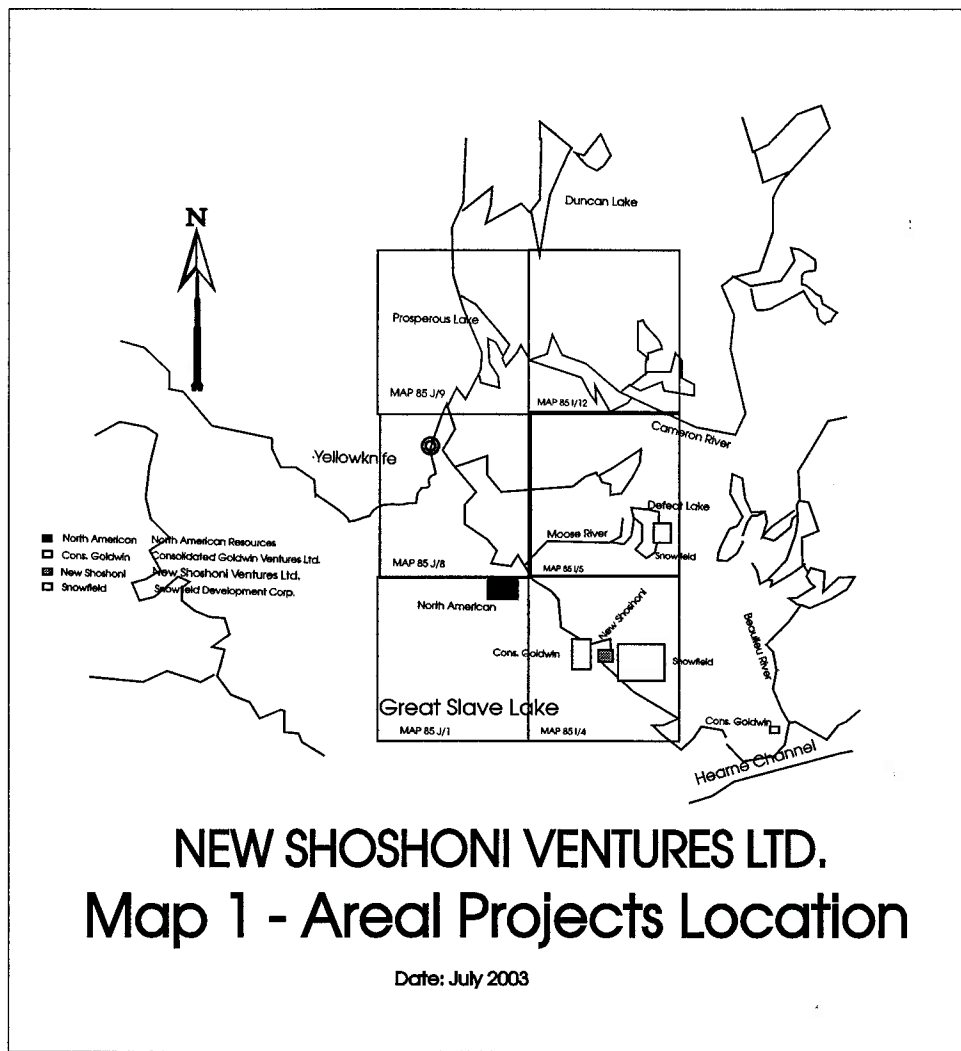 Duncan Lake
N
Prosperous Lake
MAP 85 J/9
MAP 85 I/12
Cameron River
Yellowknife
Defeat Lake
Moose River
Snowfield
MAP 85 J/8
MAP 85 I/5
North American North American Resources
Cons. Goldwin Consolidated Goldwin Ventures Ltd.
New Shoshoni New Shoshoni Ventures Ltd.
Snowfield Snowfield Development Corp.
North American
New Shoshoni
Cons. Goldwin
Snowfield
Beaulieu River
Great Slave Lake
MAP 85 J/1
MAP 85 I/4
Cons. Goldwin
Hearne Channel
NEW SHOSHONI VENTURES LTD.
Map 1 - Areal Projects Location
Date: July 2003